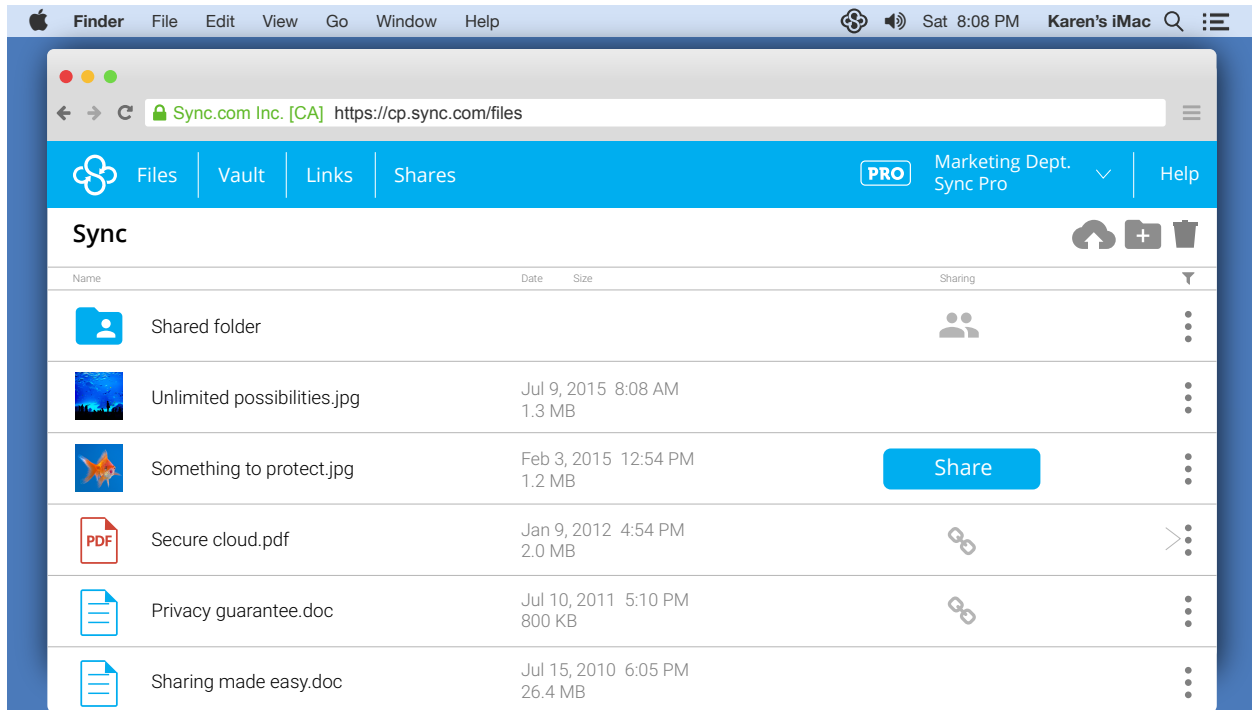 Finder File Edit View Go Window Help Sat 8:08 PM Karen's iMac
Sync.com Inc. [CA] https://cp.sync.com/files
Files Vault Links Shares PRO Marketing Dept. Help
Sync Pro
Sync
Name Date Size Sharing
Shared folder
Unlimited possibilities.jpg Jul 9, 2015 8:08 AM
1.3 MB
Something to protect.jpg Feb 3, 2015 12:54 PM Share
1.2 MB
PDF Secure cloud.pdf Jan 9, 2012 4:54 PM
2.0 MB
Privacy guarantee.doc Jul 10, 2011 5:10 PM
800 KB
Sharing made easy.doc Jul 15, 2010 6:05 PM
26.4 MB